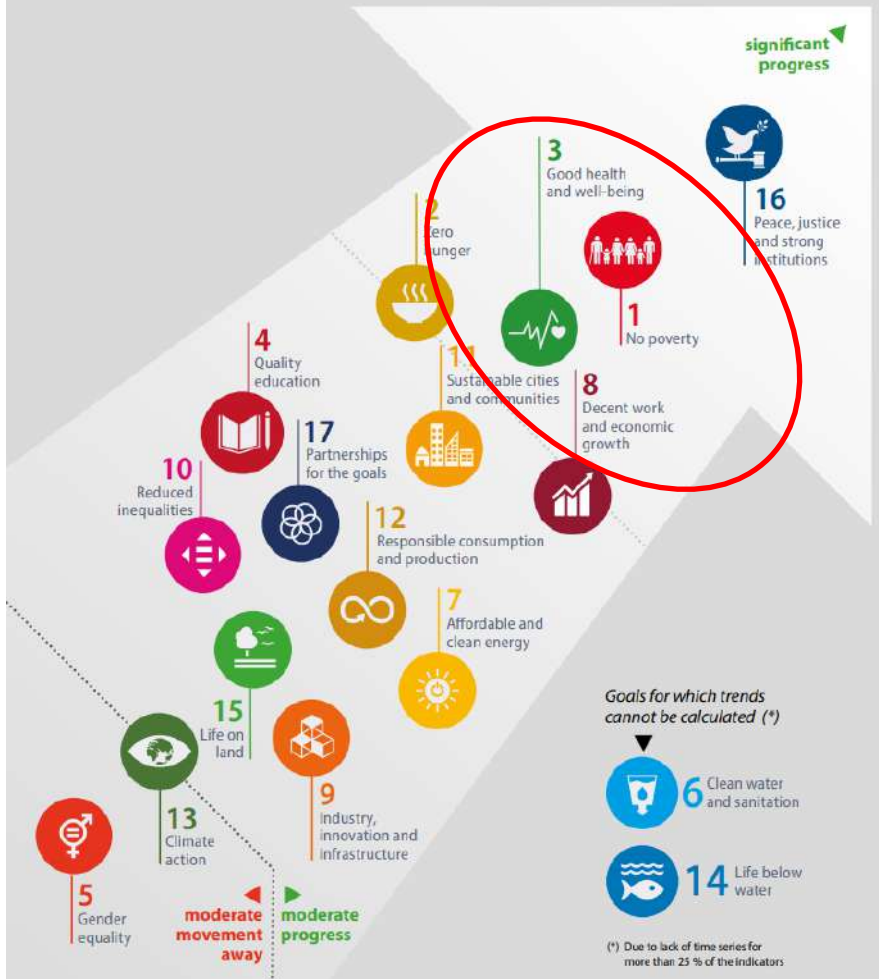 significant
progress
3
Good health
and well-being
16
Peace, justice
and strong
institutions
2
Zero
hunger
1
No poverty
4
Quality
education
11
Sustainable cities
and communities
8
Decent work
and economic
growth
17
Partnerships
for the goals
10
Reduced
inequalities
12
Responsible consumption
and production
7
Affordable and
clean energy
15
Life on
land
9
Industry,
innovation and
infrastructure
13
Climate
action
5
Gender
equality
moderate
movement
away
moderate
progress
Goals for which trends
cannot be calculated (*)
6
Clean water
and sanitation
14
Life below
water
(*) Due to lack of time series for
more than 25 % of the indicators